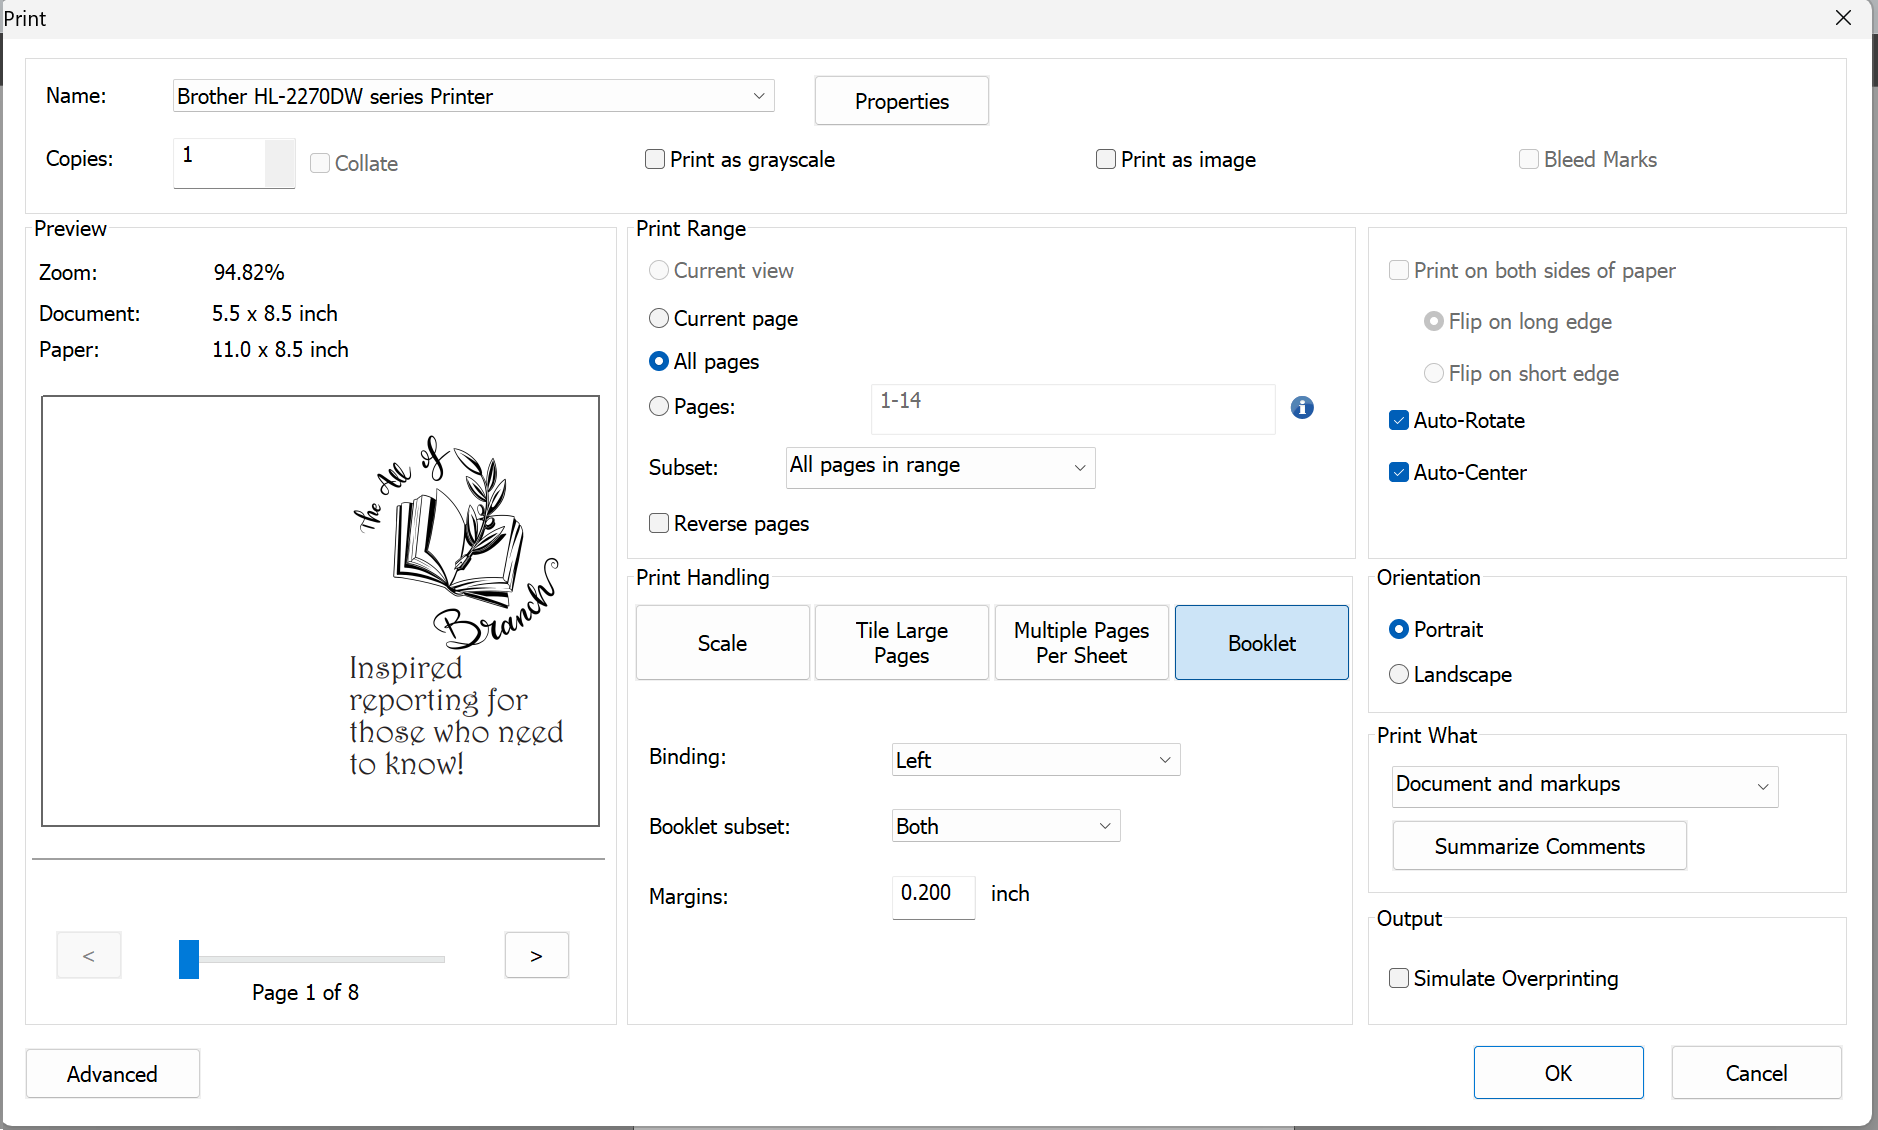 Print
Name:
Brother HL-2270DW series Printer
Properties
Copies:
1
Collate
Print as grayscale
Print as image
Bleed Marks
Preview
Zoom:
94.82%
Document:
5.5 x 8.5 inch
Paper:
11.0 x 8.5 inch
The All of
Branch
Inspired
reporting for
those who need
to know!
<
>
Page 1 of 8
Print Range
Current view
Current page
All pages
Pages:
1-14
Subset:
All pages in range
Reverse pages
Print on both sides of paper
Flip on long edge
Flip on short edge
Auto-Rotate
Auto-Center
Print Handling
Scale
Tile Large
Pages
Multiple Pages
Per Sheet
Booklet
Binding:
Left
Booklet subset:
Both
Margins:
0.200
inch
Orientation
Portrait
Landscape
Print What
Document and markups
Summarize Comments
Output
Simulate Overprinting
Advanced
OK
Cancel